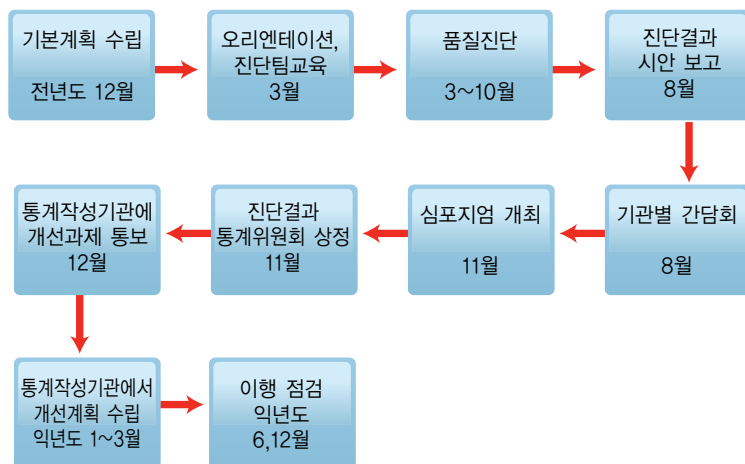 기본계획 수립
전년도 12월
오리엔테이션,
진단팀교육
3월
품질진단
3~10월
진단결과
시안 보고
8월
기관별 간담회
8월
심포지엄 개최
11월
진단결과
통계위원회 상정
11월
통계작성기관에
개선과제 통보
12월
통계작성기관에서
개선계획 수립
익년도 1~3월
이행 점검
익년도
6,12월